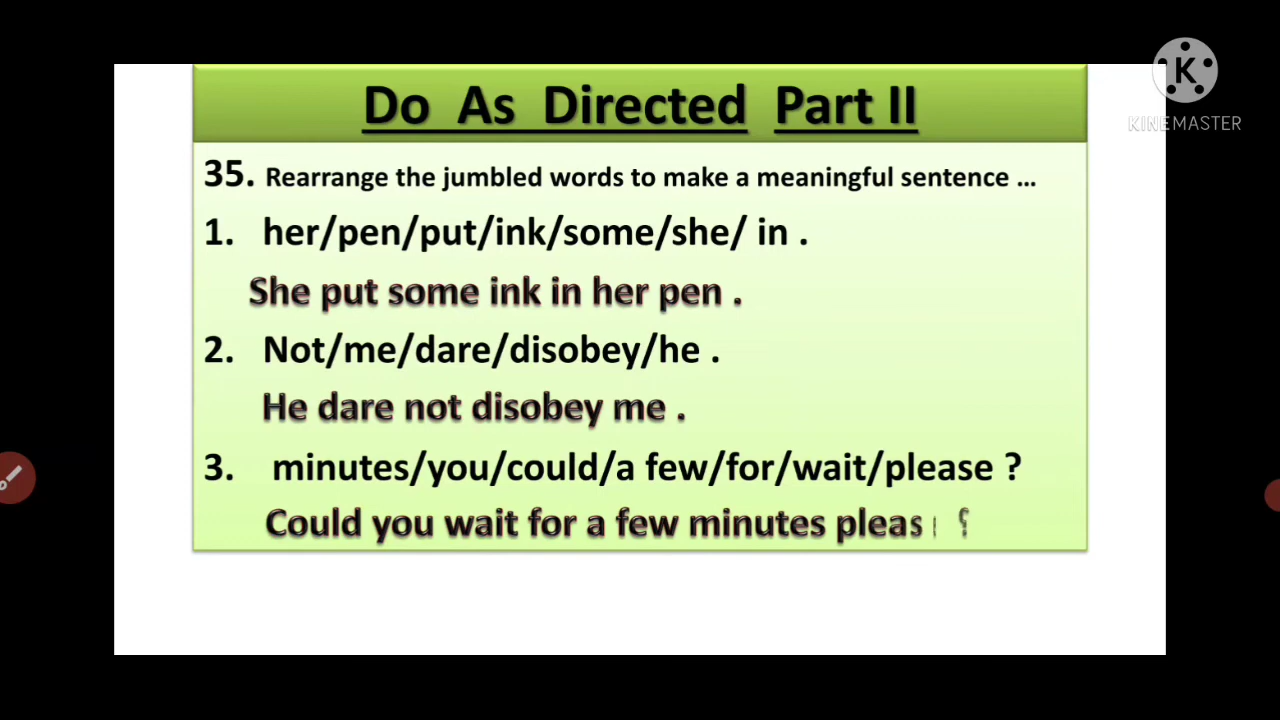 Do As Directed Part II
35. Rearrange the jumbled words to make a meaningful sentence ...
1. her/pen/put/ink/some/she/ in .
She put some ink in her pen .
2. Not/me/dare/disobey/he .
He dare not disobey me .
3. minutes/you/could/a few/for/wait/please ?
Could you wait for a few minutes pleas ?
K
KINEMASTER